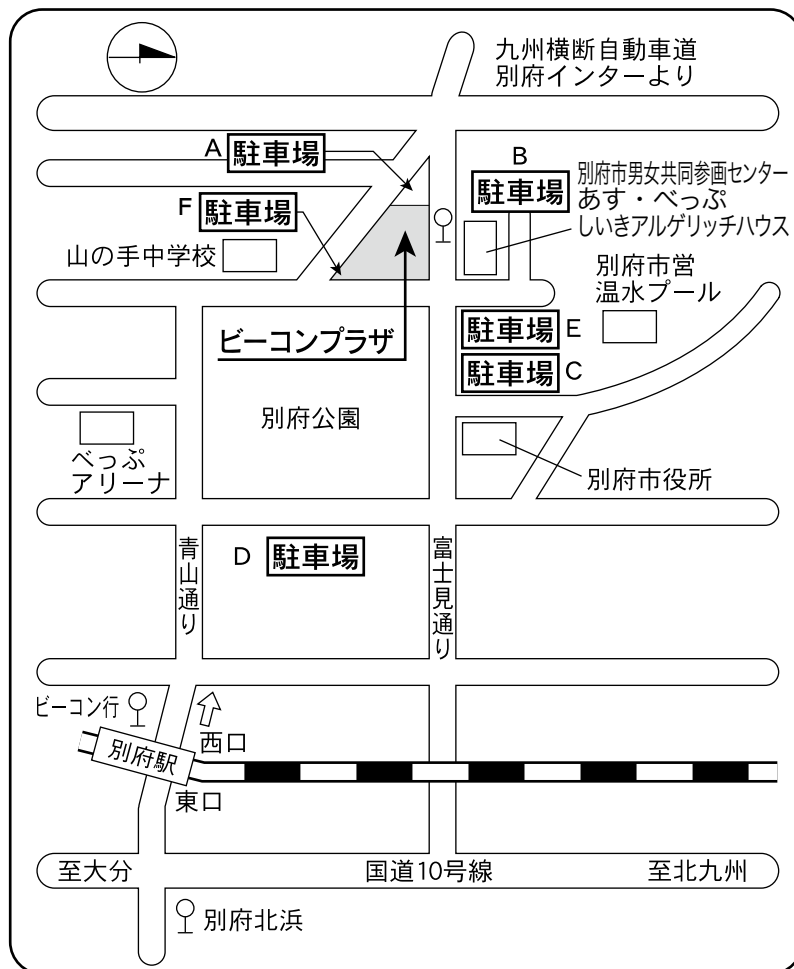 九州横断自動車道
別府インターより
A 駐車場
B
駐車場
別府市男女共同参画センター
あす・べっぷ
しいきアルゲリッチハウス
F 駐車場
山の手中学校
別府市営
温水プール
ビーコンプラザ
駐車場 E
駐車場 C
別府公園
べっぷ
アリーナ
別府市役所
青山通り
D 駐車場
富士見通り
ビーコン行
西口
別府駅
東口
至大分
国道10号線
至北九州
別府北浜